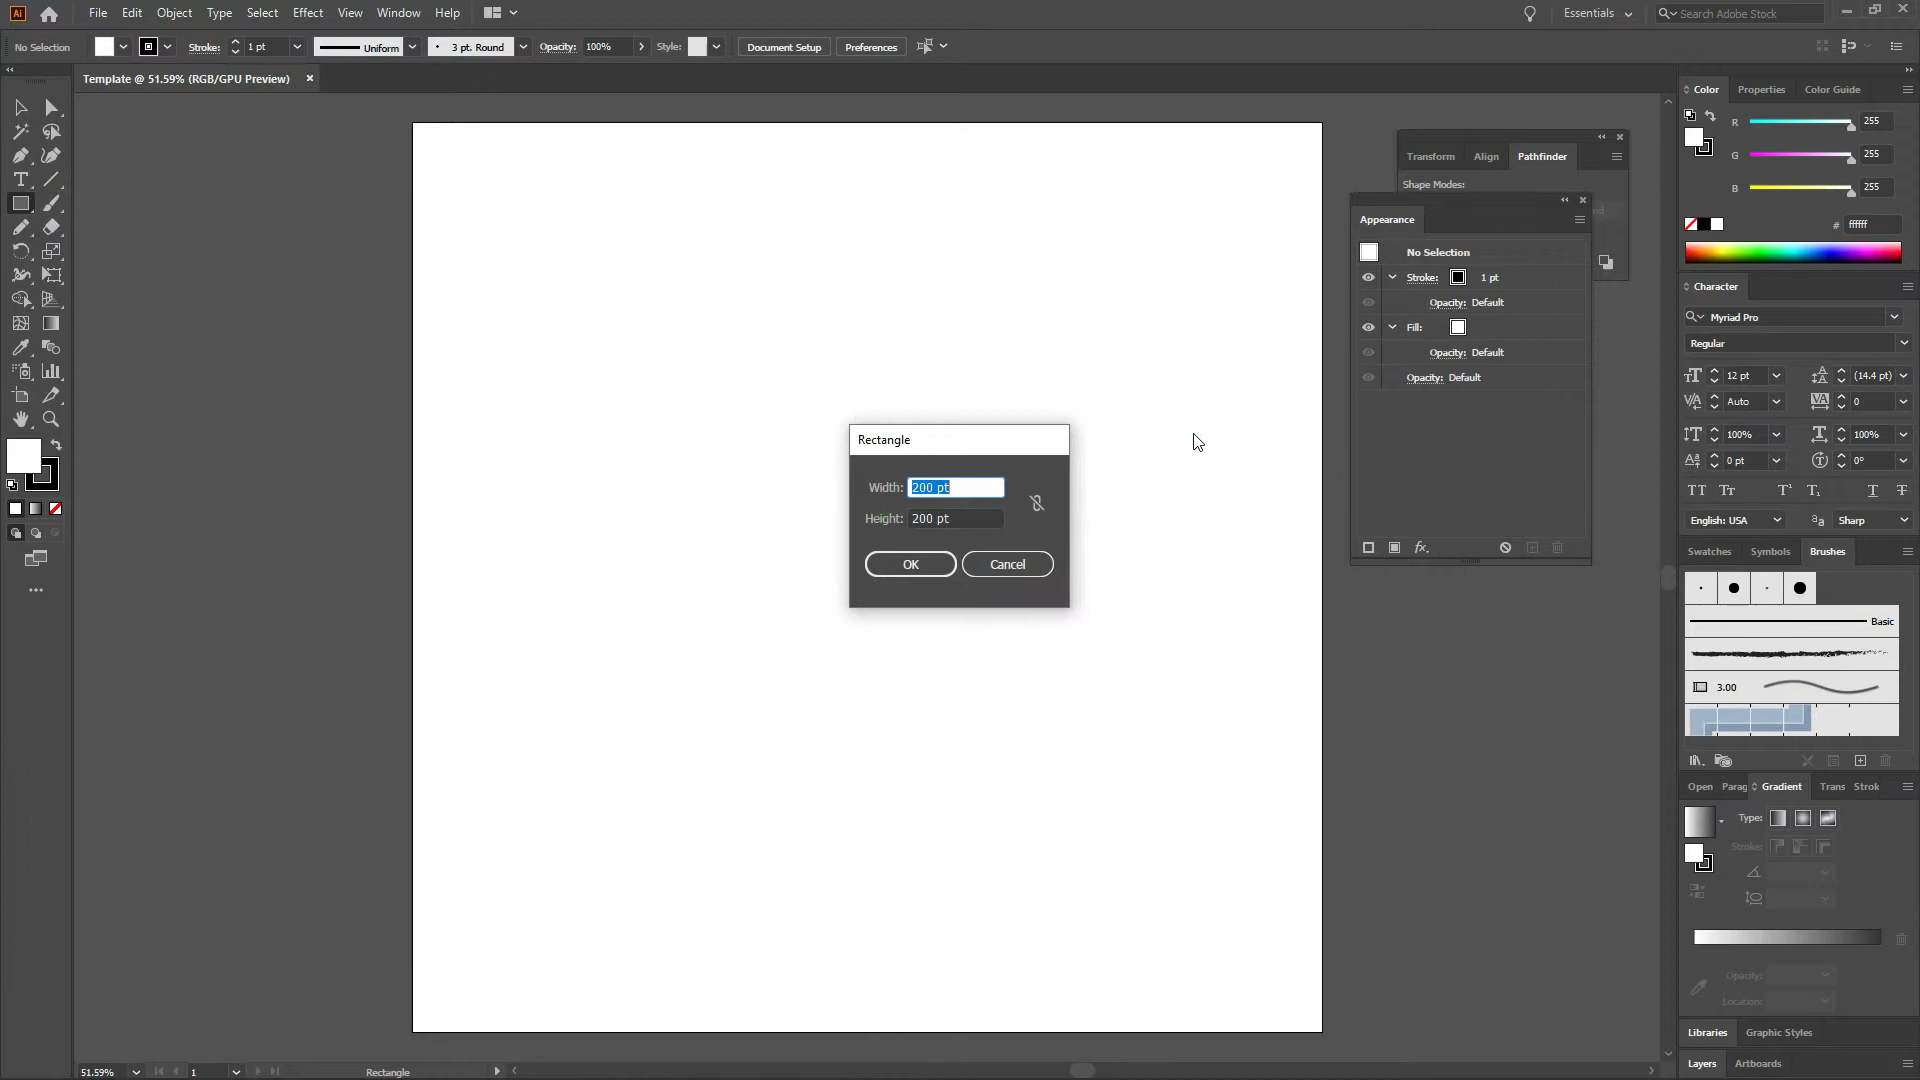 Ai File Edit Object Type Select Effect View Window Help Essentials Search Adobe Stock
No Selection Stroke: 1 pt Uniform 3 pt. Round Opacity: 100% Style: Document Setup Preferences
Template @ 51.59% (RGB/GPU Preview)
Color Properties Color Guide
R 255
G 255
B 255
# ffffff
Transform Align Pathfinder
Shape Modes:
Appearance
No Selection
Stroke: 1 pt
Opacity: Default
Fill:
Opacity: Default
Opacity: Default
fx
Rectangle
Width: 200 pt
Height: 200 pt
OK Cancel
Character
Myriad Pro
Regular
12 pt (14.4 pt)
Auto 0
100% 100%
0 pt 0°
English: USA Sharp
Swatches Symbols Brushes
Basic
3.00
Open Parag Gradient Trans Strok
Type:
Stroke:
Opacity:
Location:
Libraries Graphic Styles
Layers Artboards
51.59% 1 Rectangle